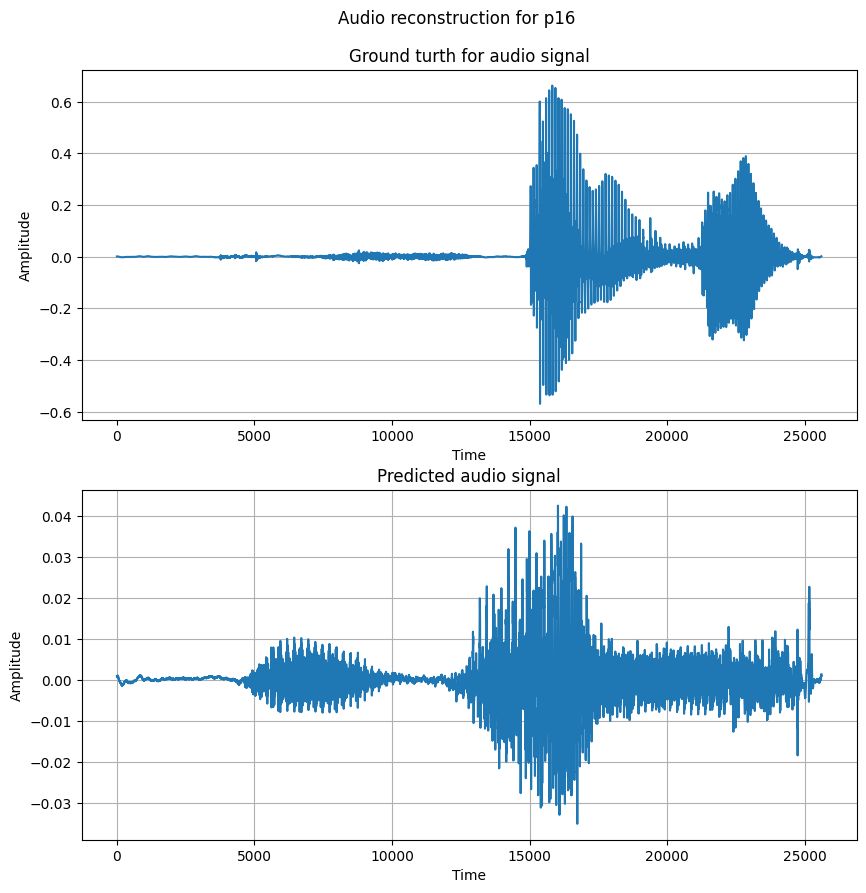 Audio reconstruction for p16
Ground turth for audio signal
0.6
0.4
0.2
0.0
−0.2
−0.4
−0.6
Amplitude
0 5000 10000 15000 20000 25000
Time
Predicted audio signal
0.04
0.03
0.02
0.01
0.00
−0.01
−0.02
−0.03
Amplitude
0 5000 10000 15000 20000 25000
Time